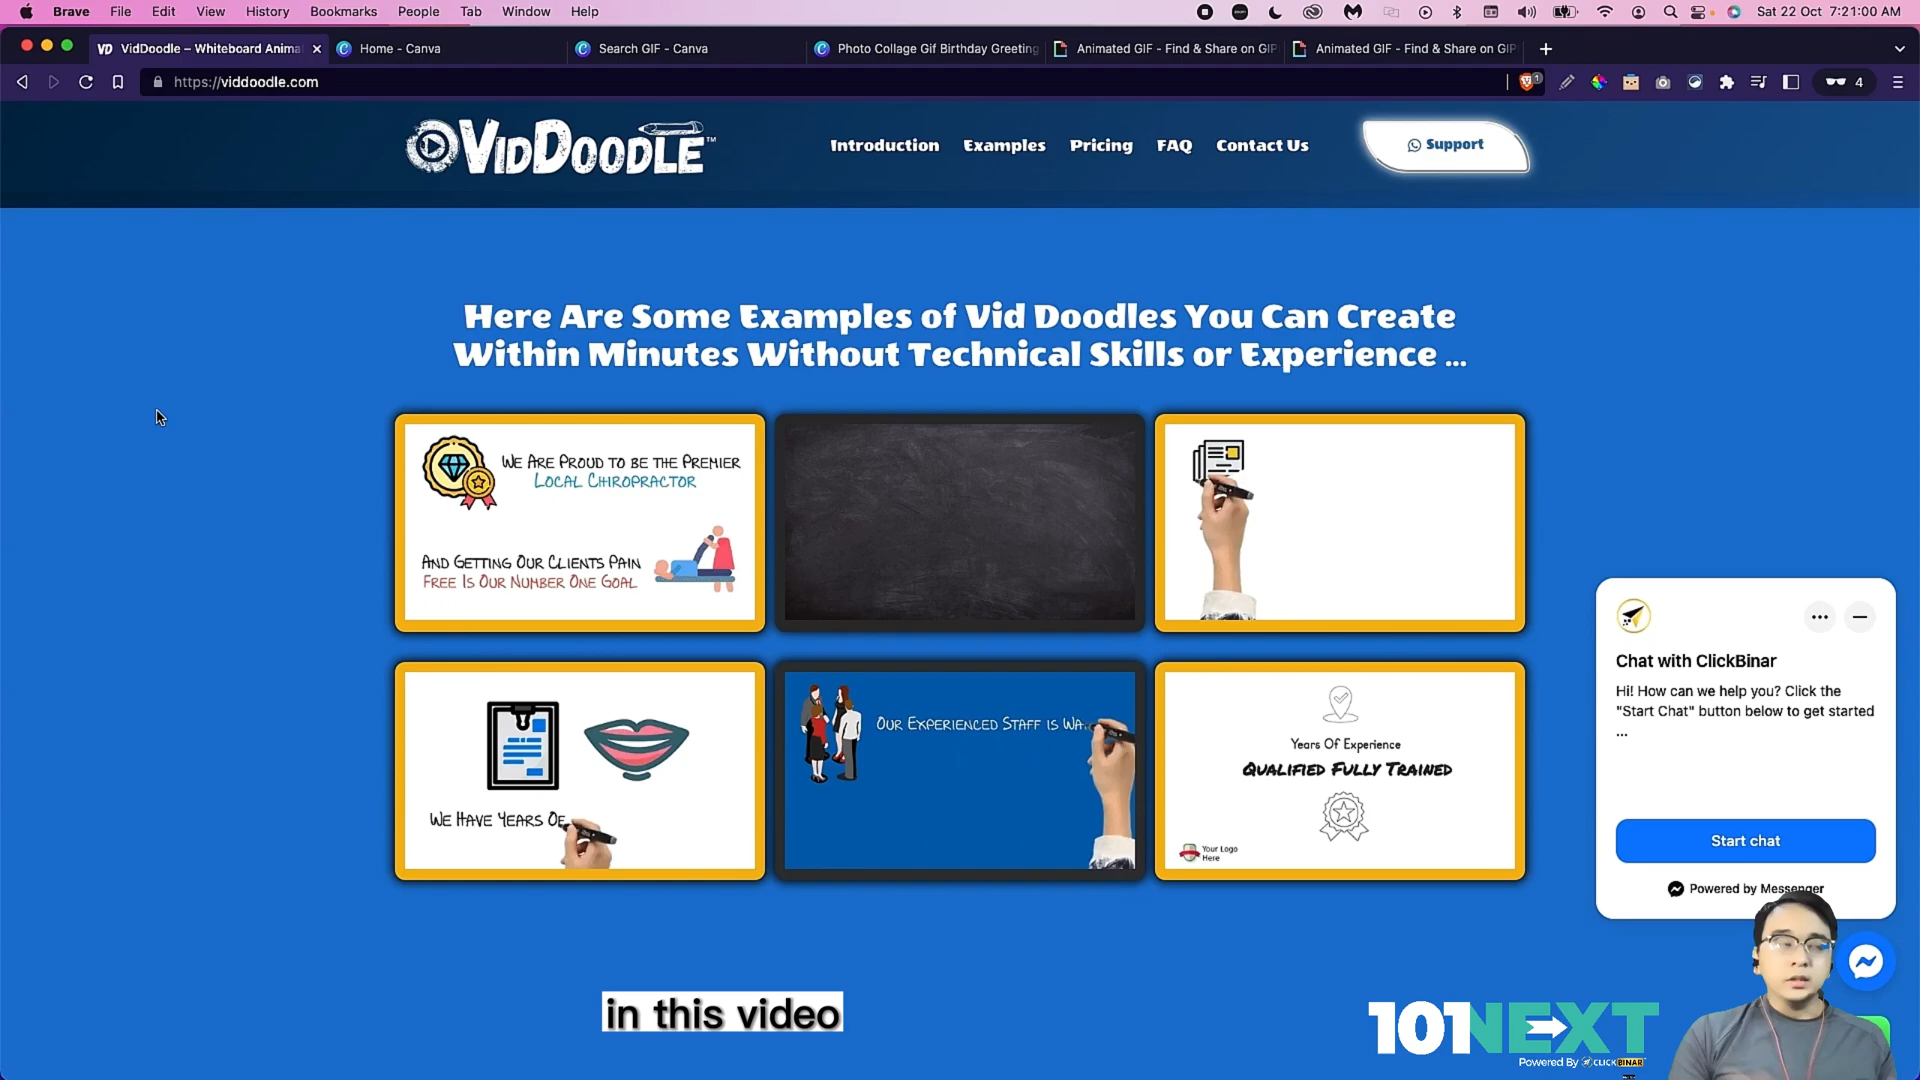 Brave File Edit View History Bookmarks People Tab Window Help Sat 22 Oct 7:21:00 AM
VD VidDoodle – Whiteboard Anima Home - Canva Search GIF - Canva Photo Collage Gif Birthday Greeting Animated GIF - Find & Share on GIP Animated GIF - Find & Share on GIP
https://viddoodle.com 1 4
VIDDOODLE™ Introduction Examples Pricing FAQ Contact Us Support
Here Are Some Examples of Vid Doodles You Can Create
Within Minutes Without Technical Skills or Experience ...
We Are Proud to be the Premier
Local Chiropractor
And Getting Our Clients Pain
Free Is Our Number One Goal
We Have Years Of
Our Experienced Staff is Wa
Years Of Experience
Qualified Fully Trained
Your Logo
Here
Chat with ClickBinar
Hi! How can we help you? Click the
"Start Chat" button below to get started
...
Start chat
Powered by Messenger
in this video
101NEXT
Powered By CLICKBINAR